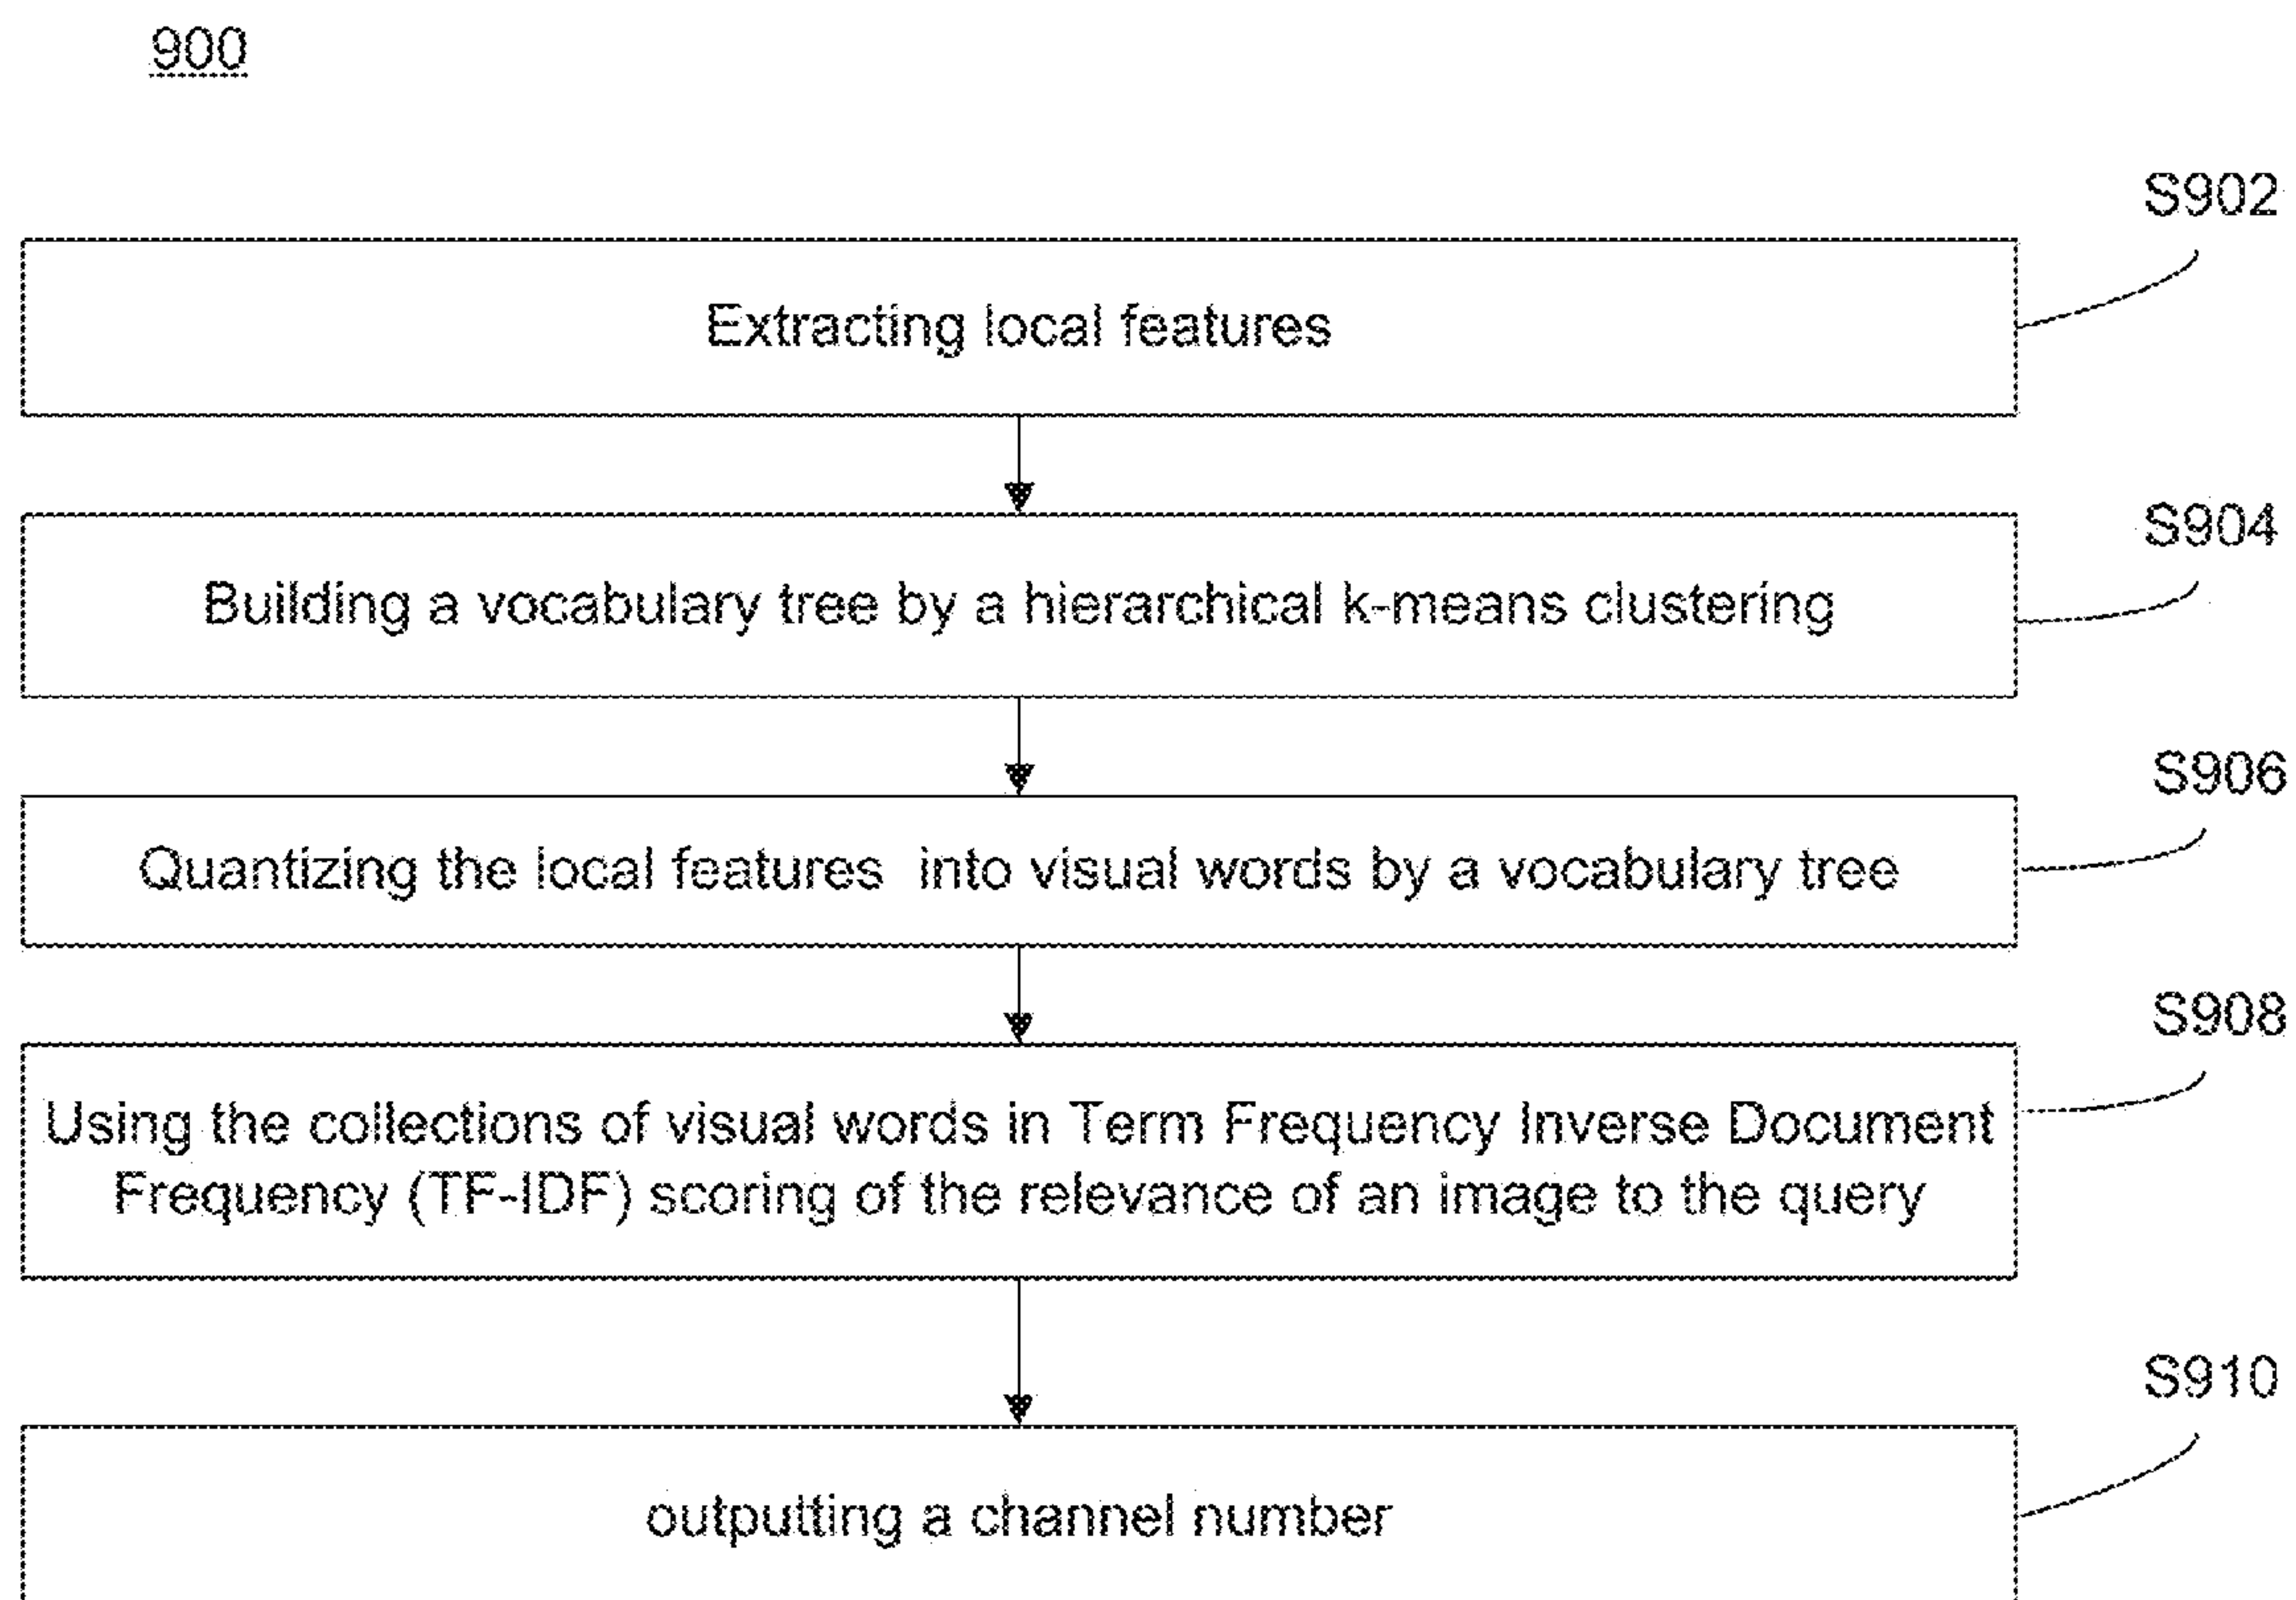 900
S902
Extracting local features
S904
Building a vocabulary tree by a hierarchical k-means clustering
S906
Quantizing the local features into visual words by a vocabulary tree
S908
Using the collections of visual words in Term Frequency Inverse Document
Frequency (TF-IDF) scoring of the relevance of an image to the query
S910
outputting a channel number